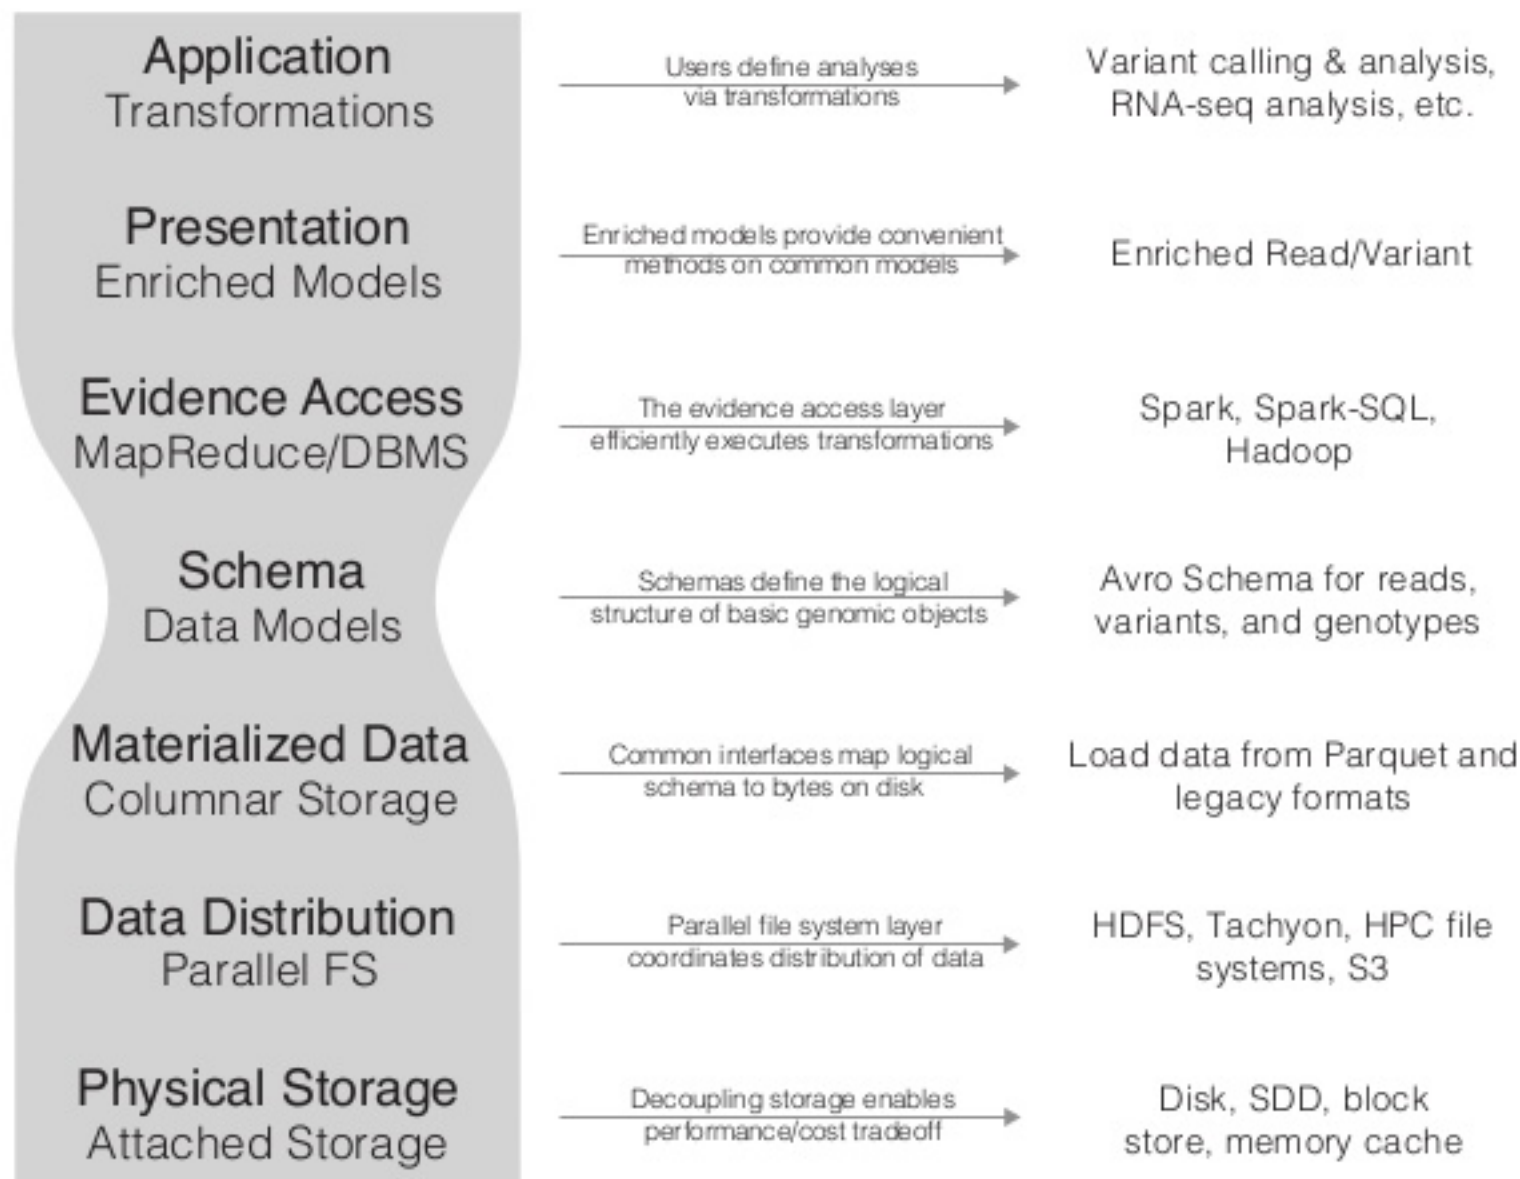 Application
Transformations
Users define analyses
via transformations
Variant calling & analysis,
RNA-seq analysis, etc.
Presentation
Enriched Models
Enriched models provide convenient
methods on common models
Enriched Read/Variant
Evidence Access
MapReduce/DBMS
The evidence access layer
efficiently executes transformations
Spark, Spark-SQL,
Hadoop
Schema
Data Models
Schemas define the logical
structure of basic genomic objects
Avro Schema for reads,
variants, and genotypes
Materialized Data
Columnar Storage
Common interfaces map logical
schema to bytes on disk
Load data from Parquet and
legacy formats
Data Distribution
Parallel FS
Parallel file system layer
coordinates distribution of data
HDFS, Tachyon, HPC file
systems, S3
Physical Storage
Attached Storage
Decoupling storage enables
performance/cost tradeoff
Disk, SDD, block
store, memory cache